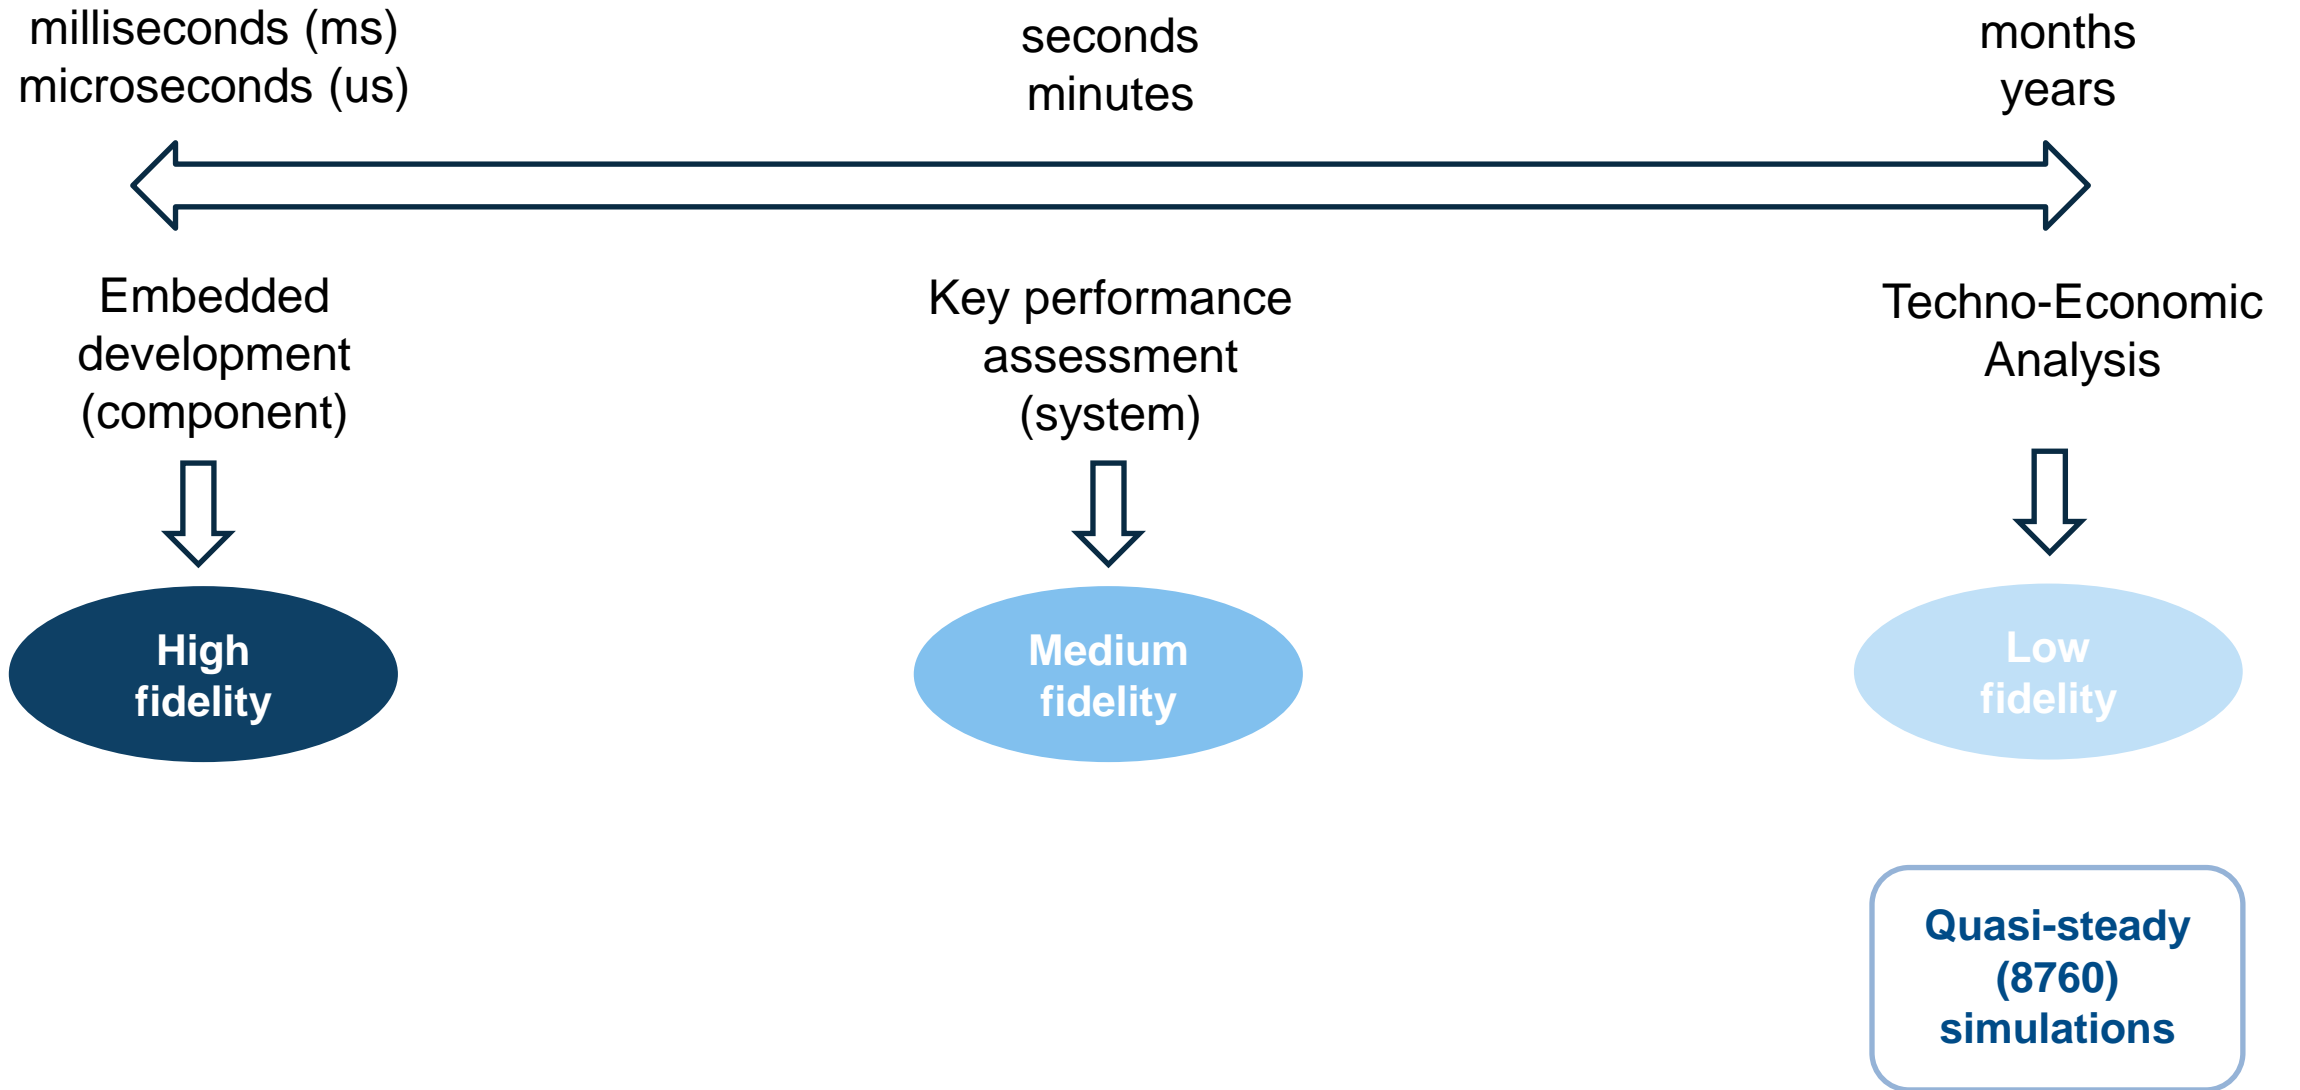 milliseconds (ms)
microseconds (us)
seconds
minutes
months
years
Embedded
development
(component)
Key performance
assessment
(system)
Techno-Economic
Analysis
High
fidelity
Medium
fidelity
Low
fidelity
Quasi-steady
(8760)
simulations